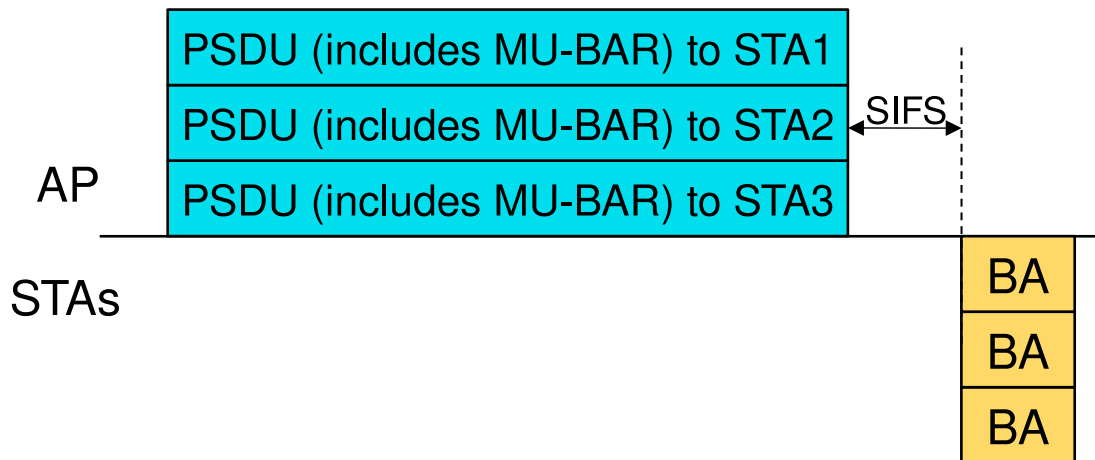 PSDU (includes MU-BAR) to STA1
PSDU (includes MU-BAR) to STA2
SIFS
AP
PSDU (includes MU-BAR) to STA3
STAs
BA
BA
BA